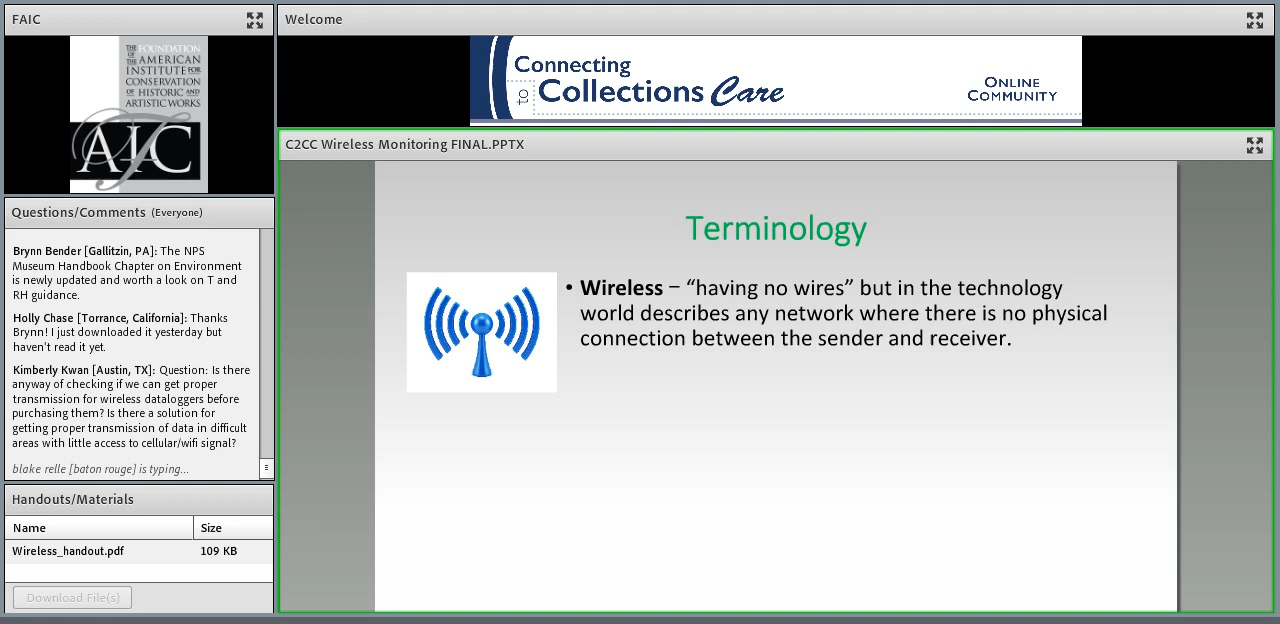 FAIC
THE FOUNDATION
OF THE AMERICAN
INSTITUTE FOR
CONSERVATION
OF HISTORIC AND
ARTISTIC WORKS
AIC
Questions/Comments (Everyone)
Brynn Bender [Gallitzin, PA]: The NPS
Museum Handbook Chapter on Environment
is newly updated and worth a look on T and
RH guidance.
Holly Chase [Torrance, California]: Thanks
Brynn! I just downloaded it yesterday but
haven't read it yet.
Kimberly Kwan [Austin, TX]: Question: Is there
anyway of checking if we can get proper
transmission for wireless dataloggers before
purchasing them? Is there a solution for
getting proper transmission of data in difficult
areas with little access to cellular/wifi signal?
blake relle [baton rouge] is typing...
Handouts/Materials
Name Size
Wireless_handout.pdf 109 KB
Download File(s)
Welcome
Connecting
to Collections Care
ONLINE
COMMUNITY
C2CC Wireless Monitoring FINAL.PPTX
Terminology
• Wireless – “having no wires” but in the technology
world describes any network where there is no physical
connection between the sender and receiver.